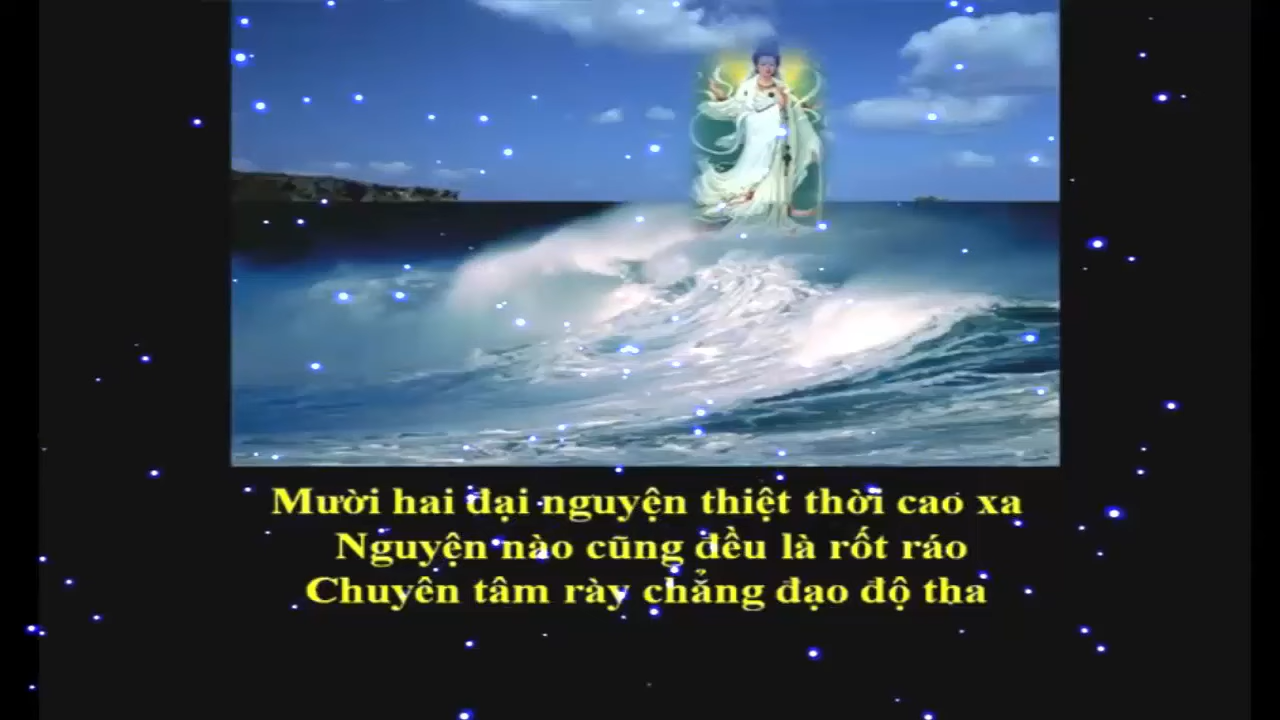 Mười hai đại nguyện thiệt thời cao xa
Nguyện nào cũng đều là rốt ráo
Chuyên tâm rày chẳng đạo độ tha